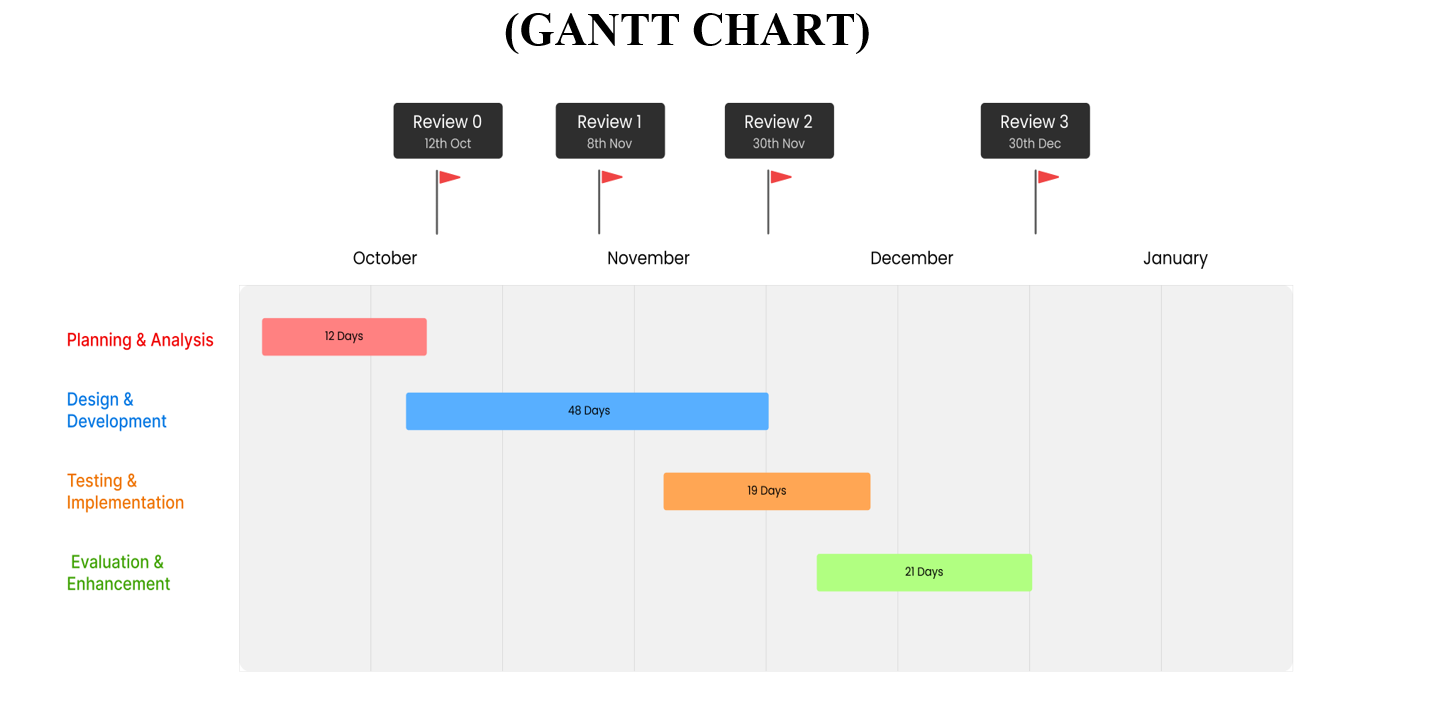 (GANTT CHART)
Review 0
12th Oct
Review 1
8th Nov
Review 2
30th Nov
Review 3
30th Dec
October
November
December
January
Planning & Analysis
12 Days
Design &
Development
48 Days
Testing &
Implementation
19 Days
Evaluation &
Enhancement
21 Days